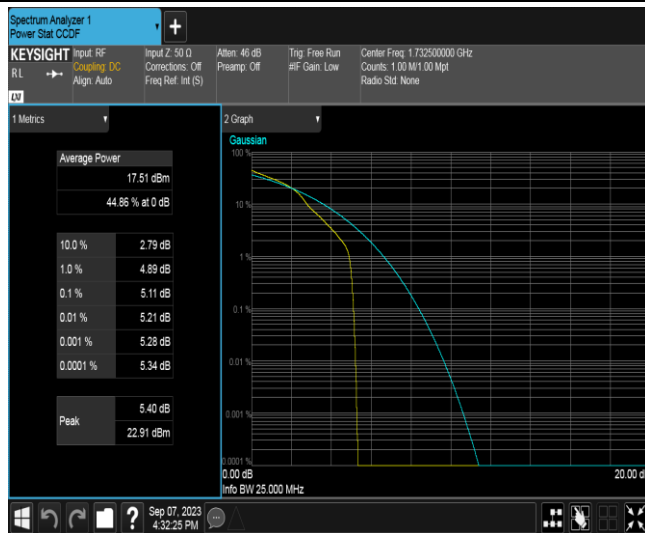 Spectrum Analyzer 1
Power Stat CCDF
+
KEYSIGHT
RL
Input: RF
Coupling: DC
Align: Auto
Input Z: 50 Ω
Corrections: Off
Freq Ref: Int (S)
Atten: 46 dB
Preamp: Off
Trig: Free Run
#IF Gain: Low
Center Freq: 1.732500000 GHz
Counts: 1.00 M/1.00 Mpt
Radio Std: None
1 Metrics
Average Power
17.51 dBm
44.86 % at 0 dB
10.0 % 2.79 dB
1.0 % 4.89 dB
0.1 % 5.11 dB
0.01 % 5.21 dB
0.001 % 5.28 dB
0.0001 % 5.34 dB
Peak
5.40 dB
22.91 dBm
2 Graph
Gaussian
100 %
10 %
1 %
0.1 %
0.01 %
0.001 %
0.0001 %
0.00 dB
20.00 d
Info BW 25.000 MHz
?
Sep 07, 2023
4:32:25 PM